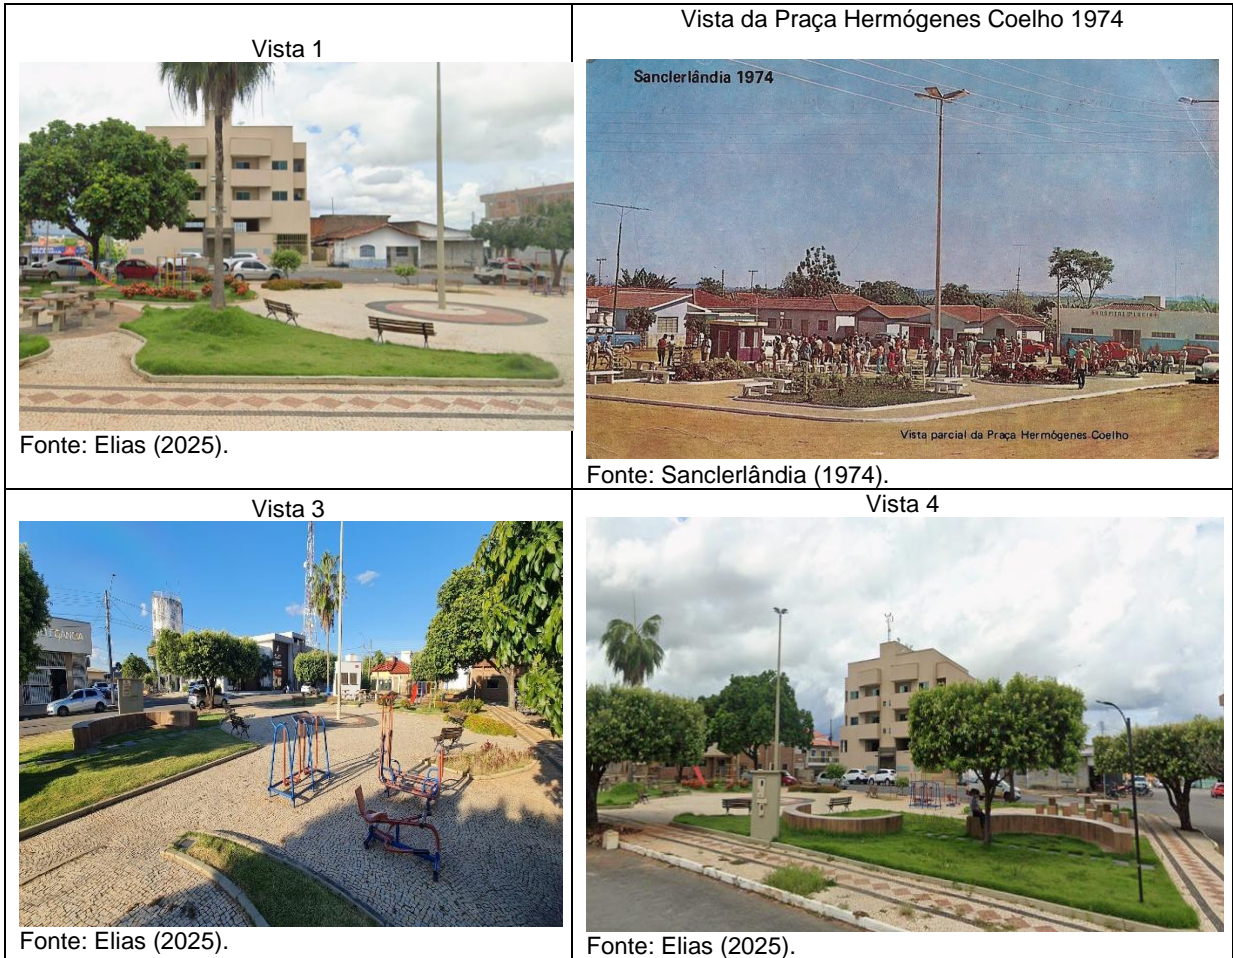 Vista 1
Vista da Praça Hermógenes Coelho 1974
Sanclerlândia 1974
Vista parcial da Praça Hermógenes Coelho
Fonte: Elias (2025).
Fonte: Sanclerlândia (1974).
Vista 3
Vista 4
Fonte: Elias (2025).
Fonte: Elias (2025).